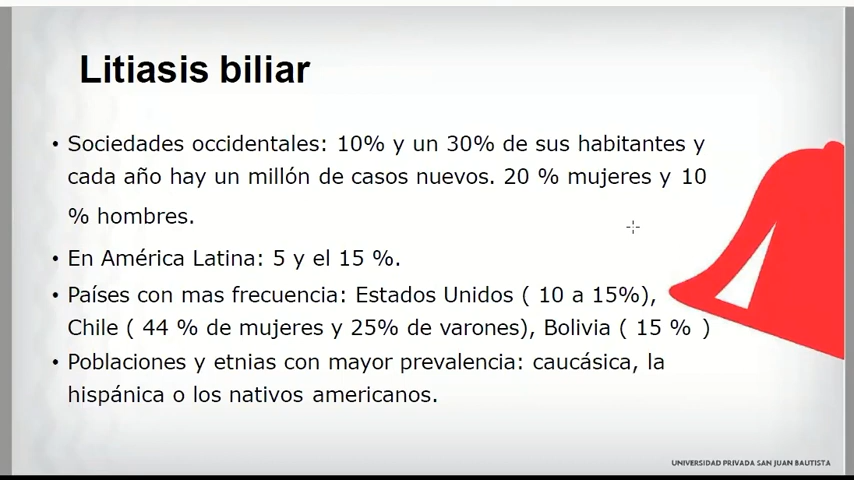 Litiasis biliar
• Sociedades occidentales: 10% y un 30% de sus habitantes y
cada año hay un millón de casos nuevos. 20 % mujeres y 10
% hombres.
• En América Latina: 5 y el 15 %.
• Países con mas frecuencia: Estados Unidos ( 10 a 15%),
Chile ( 44 % de mujeres y 25% de varones), Bolivia ( 15 % )
• Poblaciones y etnias con mayor prevalencia: caucásica, la
hispánica o los nativos americanos.
UNIVERSIDAD PRIVADA SAN JUAN BAUTISTA